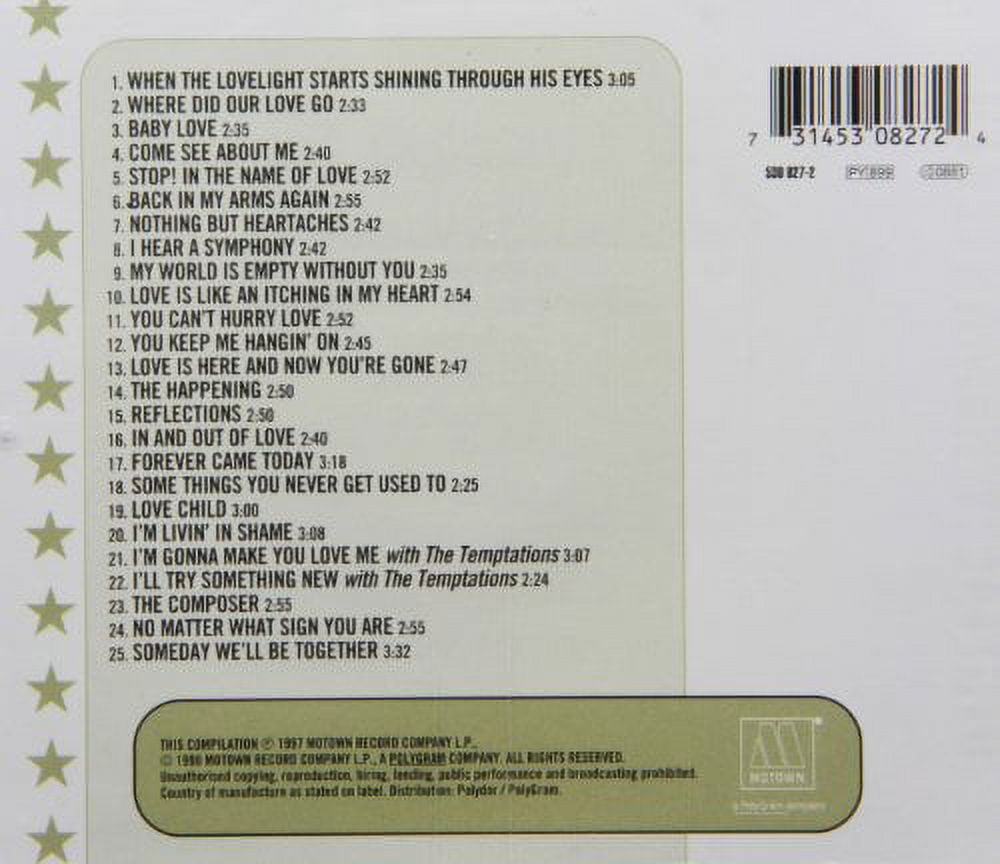 1. WHEN THE LOVELIGHT STARTS SHINING THROUGH HIS EYES 3:05
2. WHERE DID OUR LOVE GO 2:33
3. BABY LOVE 2:35
4. COME SEE ABOUT ME 2:40
5. STOP! IN THE NAME OF LOVE 2:52
6. BACK IN MY ARMS AGAIN 2:55
7. NOTHING BUT HEARTACHES 2:42
8. I HEAR A SYMPHONY 2:42
9. MY WORLD IS EMPTY WITHOUT YOU 2:35
10. LOVE IS LIKE AN ITCHING IN MY HEART 2:54
11. YOU CAN'T HURRY LOVE 2:52
12. YOU KEEP ME HANGIN' ON 2:45
13. LOVE IS HERE AND NOW YOU'RE GONE 2:47
14. THE HAPPENING 2:50
15. REFLECTIONS 2:50
16. IN AND OUT OF LOVE 2:40
17. FOREVER CAME TODAY 3:18
18. SOME THINGS YOU NEVER GET USED TO 2:25
19. LOVE CHILD 3:00
20. I'M LIVIN' IN SHAME 3:08
21. I'M GONNA MAKE YOU LOVE ME with The Temptations 3:07
22. I'LL TRY SOMETHING NEW with The Temptations 2:24
23. THE COMPOSER 2:55
24. NO MATTER WHAT SIGN YOU ARE 2:55
25. SOMEDAY WE'LL BE TOGETHER 3:32
7 31453 08272 4
530 827-2 PY 899
THIS COMPILATION ℗ 1997 MOTOWN RECORD COMPANY L.P.,
© 1998 MOTOWN RECORD COMPANY L.P., A POLYGRAM COMPANY. ALL RIGHTS RESERVED.
Unauthorised copying, reproduction, hiring, lending, public performance and broadcasting prohibited.
Country of manufacture as stated on label. Distribution: Polydor / PolyGram.
M ®
MOTOWN